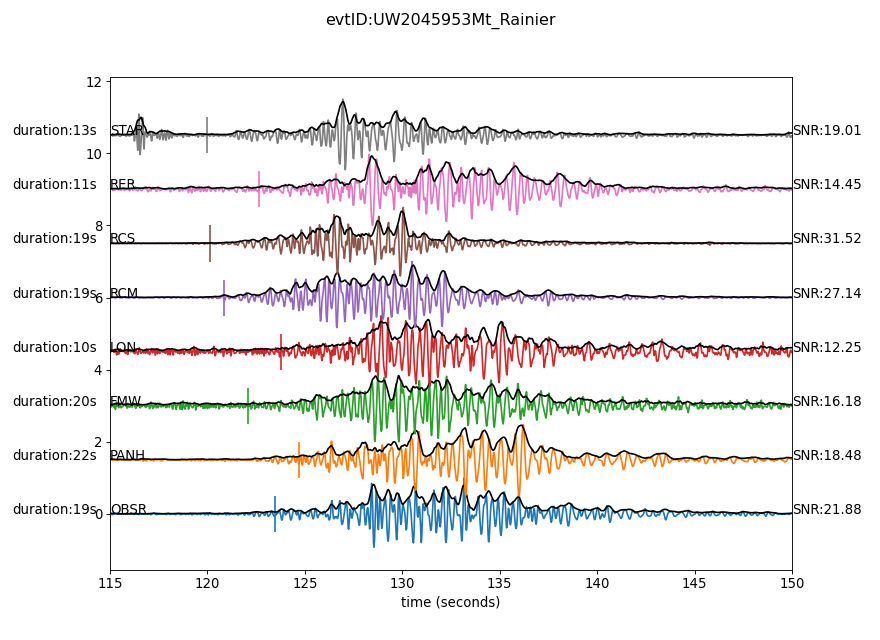 evtID:UW2045953Mt_Rainier
12
duration:13s STAR SNR:19.01
10
duration:11s RER SNR:14.45
8
duration:19s RCS SNR:31.52
duration:19s RCM SNR:27.14
6
duration:10s LON SNR:12.25
4
duration:20s FMW SNR:16.18
2
duration:22s PANH SNR:18.48
duration:19s OBSR SNR:21.88
0
115 120 125 130 135 140 145 150
time (seconds)